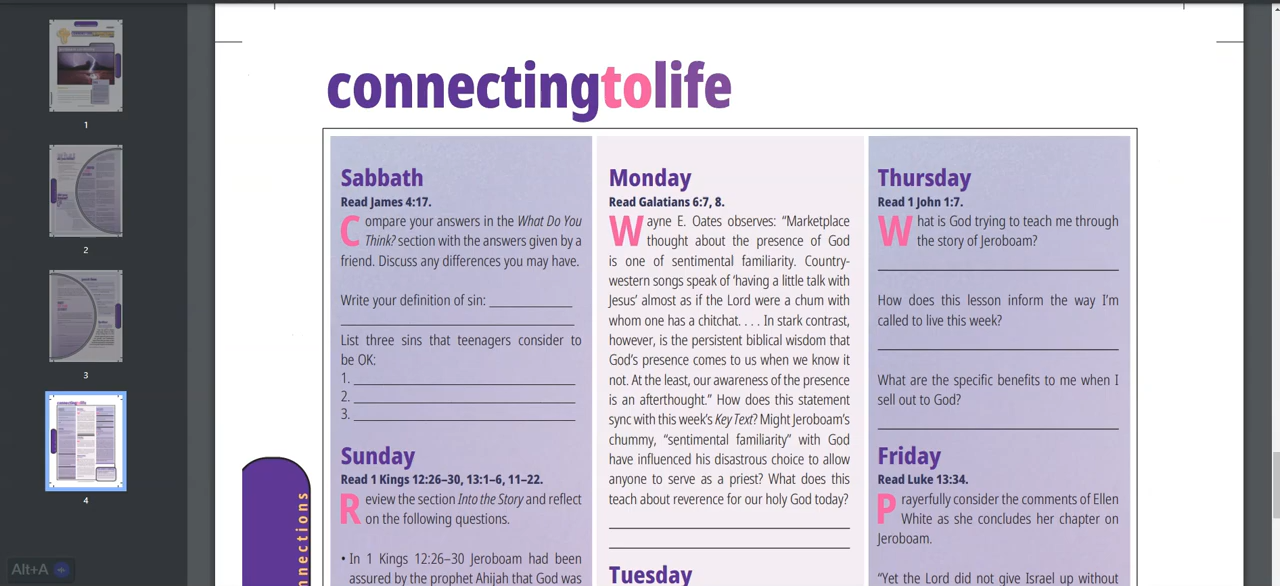 connectingtolife
Sabbath
Read James 4:17.
Compare your answers in the What Do You
Think? section with the answers given by a
friend. Discuss any differences you may have.
Write your definition of sin:
List three sins that teenagers consider to
be OK:
1.
2.
3.
Sunday
Read 1 Kings 12:26–30, 13:1–6, 11–22.
Review the section Into the Story and reflect
on the following questions.
• In 1 Kings 12:26–30 Jeroboam had been
assured by the prophet Ahijah that God was
Monday
Read Galatians 6:7, 8.
Wayne E. Oates observes: “Marketplace
thought about the presence of God
is one of sentimental familiarity. Country-
western songs speak of ‘having a little talk with
Jesus’ almost as if the Lord were a chum with
whom one has a chitchat. . . . In stark contrast,
however, is the persistent biblical wisdom that
God’s presence comes to us when we know it
not. At the least, our awareness of the presence
is an afterthought.” How does this statement
sync with this week’s Key Text? Might Jeroboam’s
chummy, “sentimental familiarity” with God
have influenced his disastrous choice to allow
anyone to serve as a priest? What does this
teach about reverence for our holy God today?
Tuesday
Thursday
Read 1 John 1:7.
What is God trying to teach me through
the story of Jeroboam?
How does this lesson inform the way I’m
called to live this week?
What are the specific benefits to me when I
sell out to God?
Friday
Read Luke 13:34.
Prayerfully consider the comments of Ellen
White as she concludes her chapter on
Jeroboam.
“Yet the Lord did not give Israel up without
nnections
1
2
3
4
Alt+A